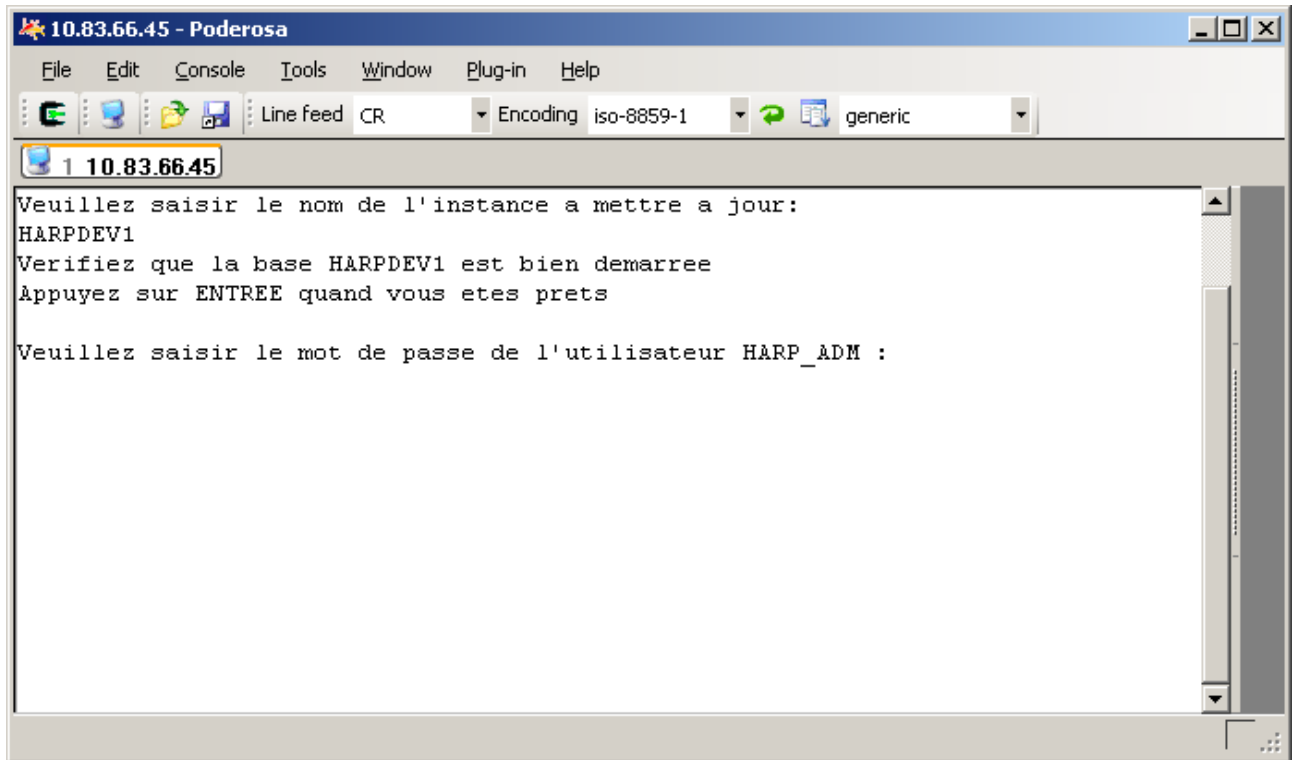 10.83.66.45 - Poderosa
File Edit Console Tools Window Plug-in Help
Line feed CR Encoding iso-8859-1 generic
1 10.83.66.45
Veuillez saisir le nom de l'instance a mettre a jour:
HARPDEV1
Verifiez que la base HARPDEV1 est bien demarree
Appuyez sur ENTREE quand vous etes prets
Veuillez saisir le mot de passe de l'utilisateur HARP_ADM :